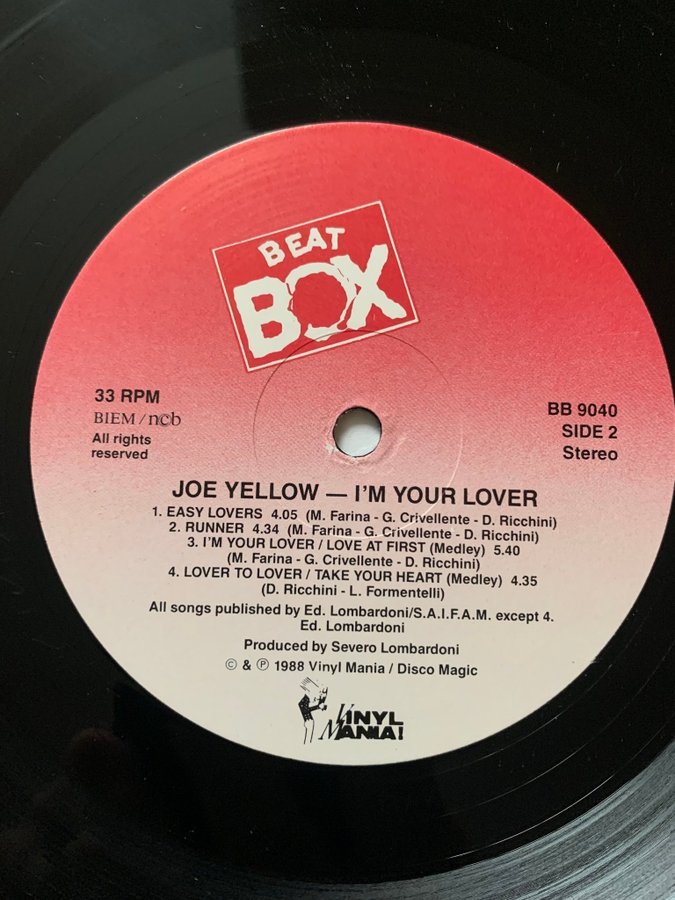 BEAT
BOX
33 RPM
BIEM/ncb
All rights
reserved
BB 9040
SIDE 2
Stereo
JOE YELLOW — I'M YOUR LOVER
1. EASY LOVERS 4.05 (M. Farina - G. Crivellente - D. Ricchini)
2. RUNNER 4.34 (M. Farina - G. Crivellente - D. Ricchini)
3. I'M YOUR LOVER / LOVE AT FIRST (Medley) 5.40
(M. Farina - G. Crivellente - D. Ricchini)
4. LOVER TO LOVER / TAKE YOUR HEART (Medley) 4.35
(D. Ricchini - L. Formentelli)
All songs published by Ed. Lombardoni/S.A.I.F.A.M. except 4.
Ed. Lombardoni
Produced by Severo Lombardoni
© & ℗ 1988 Vinyl Mania / Disco Magic
VINYL
MANIA!